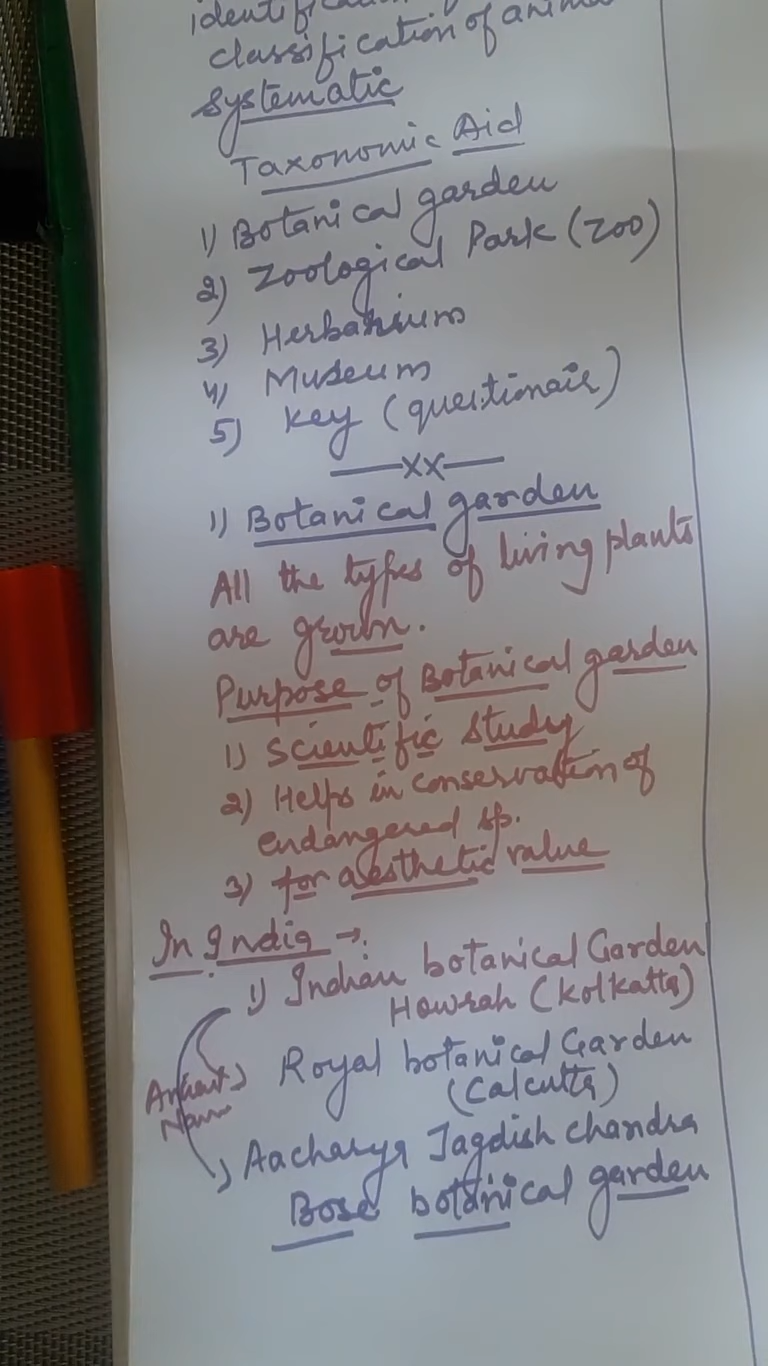 identification
classification of animal
Systematic
Taxonomic Aid
1) Botanical garden
2) Zoological Park (zoo)
3) Herbarium
4) Museum
5) Key (questionair)
—XX—
1) Botanical garden
All the types of living plants
are grown.
Purpose of Botanical garden
1) Scientific study
2) Helps in conservation of
endangered sp.
3) for aesthetic value
In India →:
1) Indian botanical Garden
Howrah (Kolkatta)
Royal botanical Garden
(Calcutta)
Name
Aacharya Jagdish chandra
Bose botanical garden